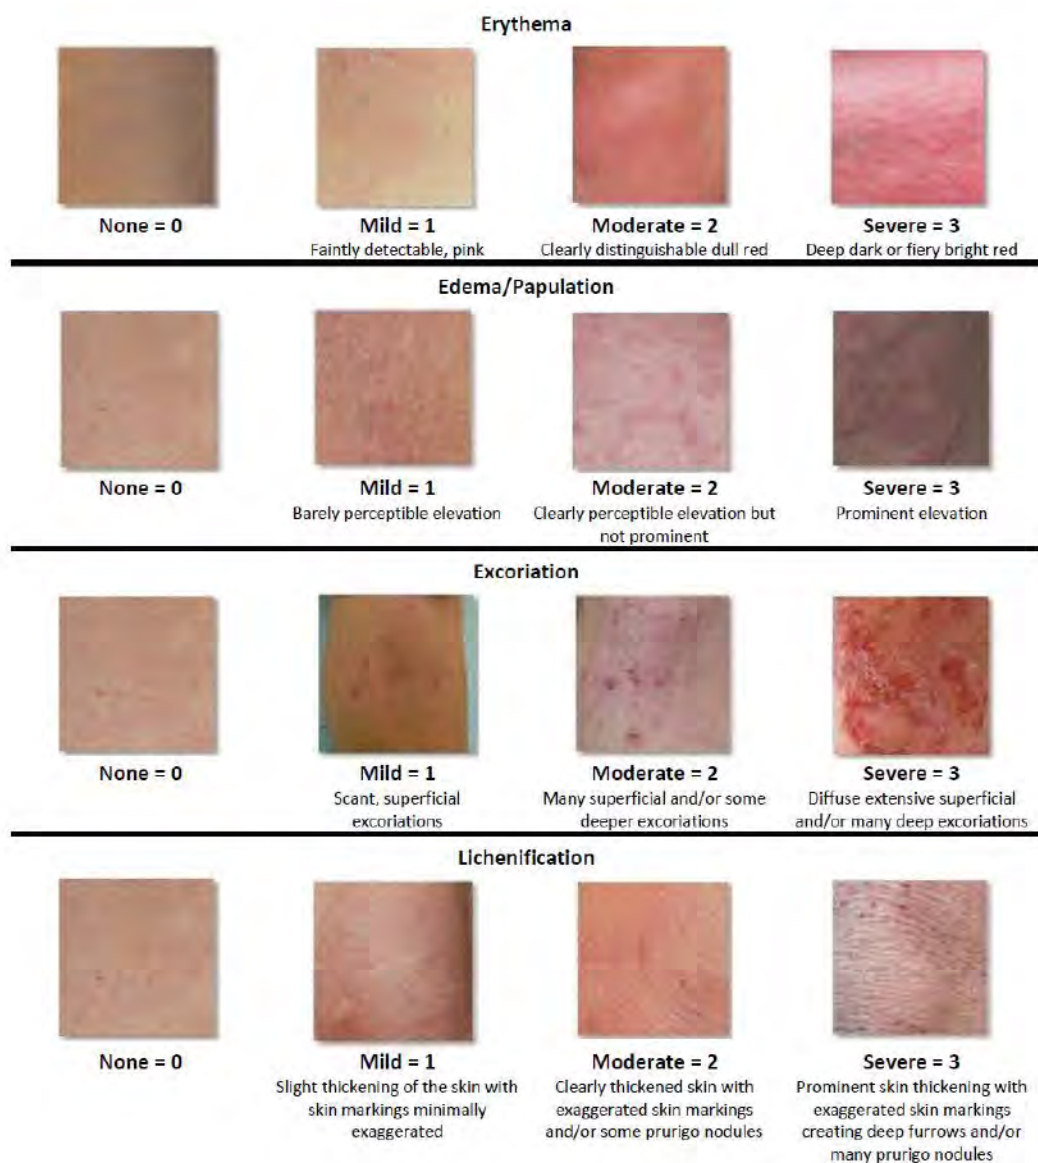 Erythema
None = 0
Mild = 1
Moderate = 2
Severe = 3
Faintly detectable, pink
Clearly distinguishable dull red
Deep dark or fiery bright red
Edema/Papulation
None = 0
Mild = 1
Moderate = 2
Severe = 3
Barely perceptible elevation
Clearly perceptible elevation but
not prominent
Prominent elevation
Excoriation
None = 0
Mild = 1
Moderate = 2
Severe = 3
Scant, superficial
excoriations
Many superficial and/or some
deeper excoriations
Diffuse extensive superficial
and/or many deep excoriations
Lichenification
None = 0
Mild = 1
Moderate = 2
Severe = 3
Slight thickening of the skin with
skin markings minimally
exaggerated
Clearly thickened skin with
exaggerated skin markings
and/or some prurigo nodules
Prominent skin thickening with
exaggerated skin markings
creating deep furrows and/or
many prurigo nodules